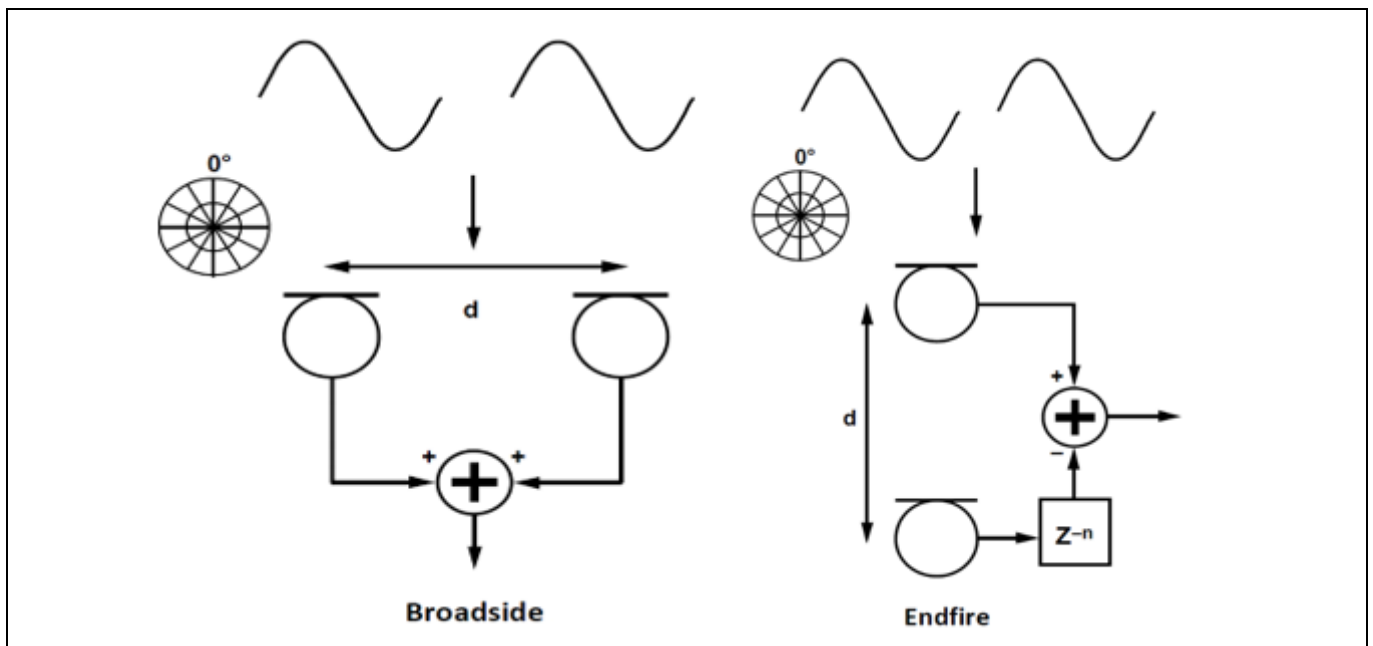 0°
0°
d
d
+
+ +
–
Z–n
Broadside
Endfire